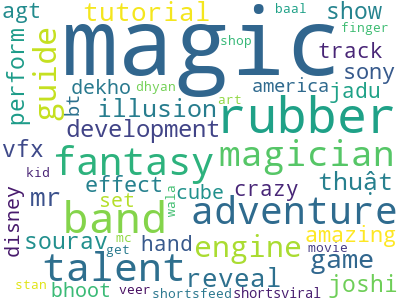 agt tutorial baal show finger
magic
shop
perform guide bt dekho illusion dhyan art america track sony jadu
development rubber
vfx fantasy magician
kid mr effect cube crazy thuật
disney band set wala adventure
sourav mc hand engine amazing
get movie game
talent reveal joshi
stan bhoot veer shortsfeed shortsviral